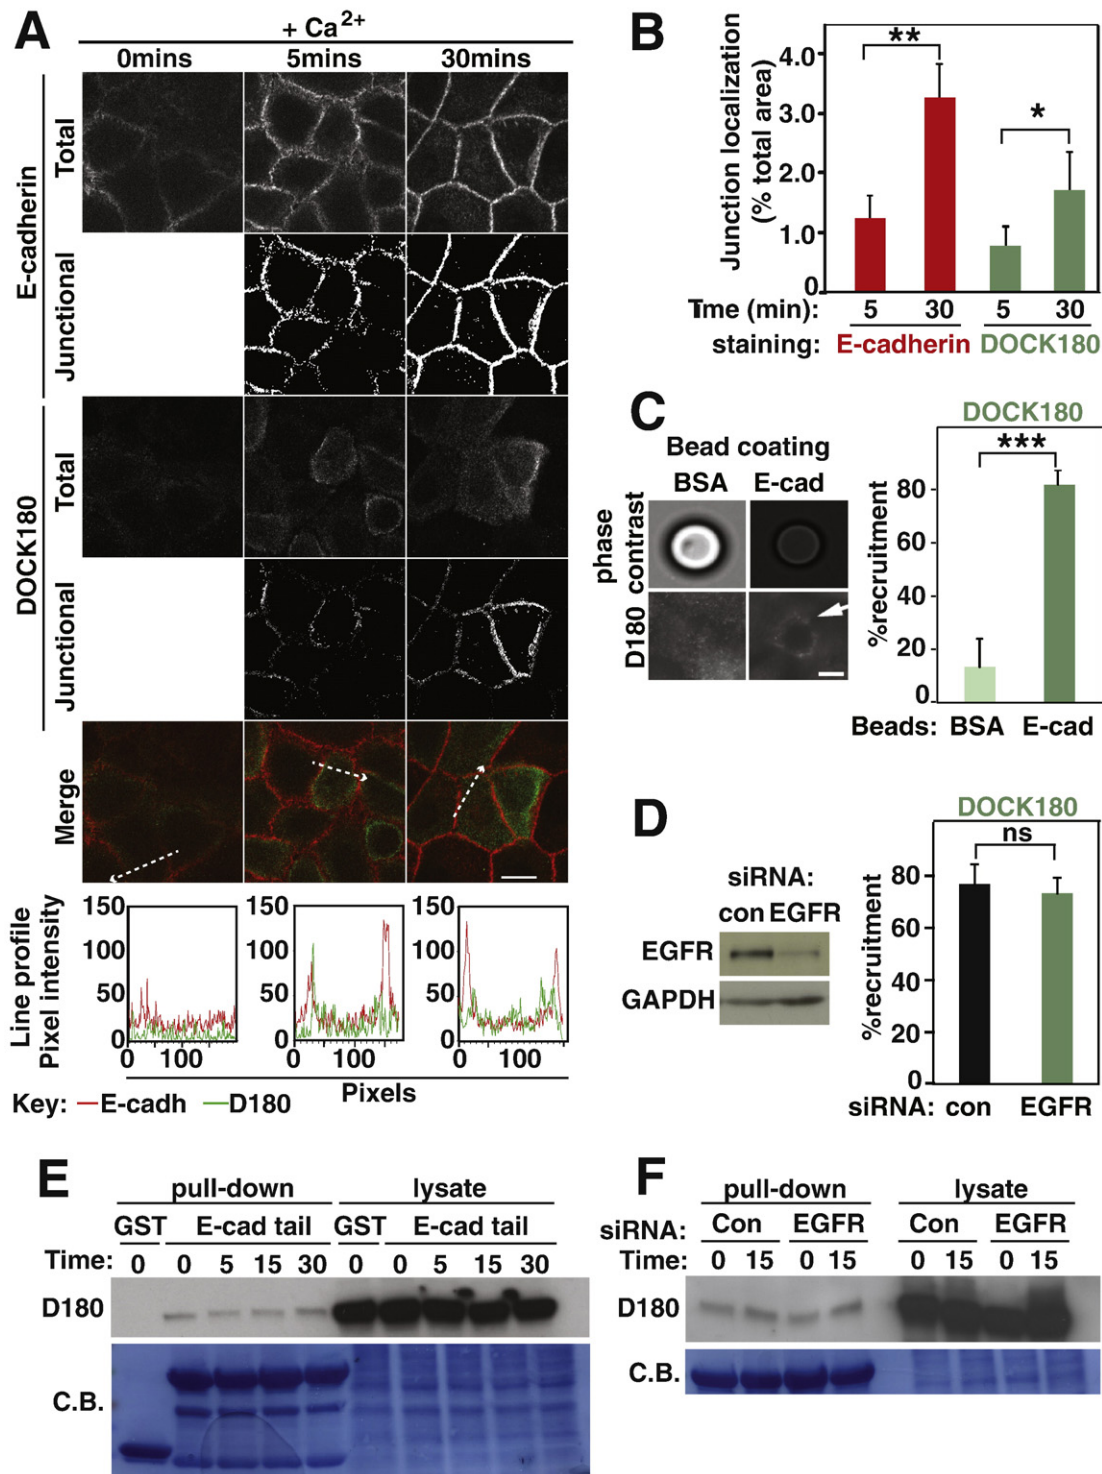 A
+ Ca2+
0mins 5mins 30mins
E-cadherin
Total
Junctional
DOCK180
Total
Junctional
Merge
Line profile
Pixel intensity
150 150 150
100 100 100
50 50 50
0 0 0
0 100 0 100 0 100
Pixels
Key: E-cadh D180
B
Junction localization
(% total area)
4.0
3.0
2.0
1.0
0
** *
Tme (min): 5 30 5 30
staining: E-cadherin DOCK180
C
Bead coating
BSA E-cad
phase
contrast
D180
DOCK180
***
%recruitment
80
60
40
20
0
Beads: BSA E-cad
D
siRNA:
con EGFR
EGFR
GAPDH
DOCK180
ns
%recruitment
80
60
40
20
0
siRNA: con EGFR
E
pull-down lysate
GST E-cad tail GST E-cad tail
Time: 0 0 5 15 30 0 0 5 15 30
D180
C.B.
F
pull-down lysate
siRNA: Con EGFR Con EGFR
Time: 0 15 0 15 0 15 0 15
D180
C.B.